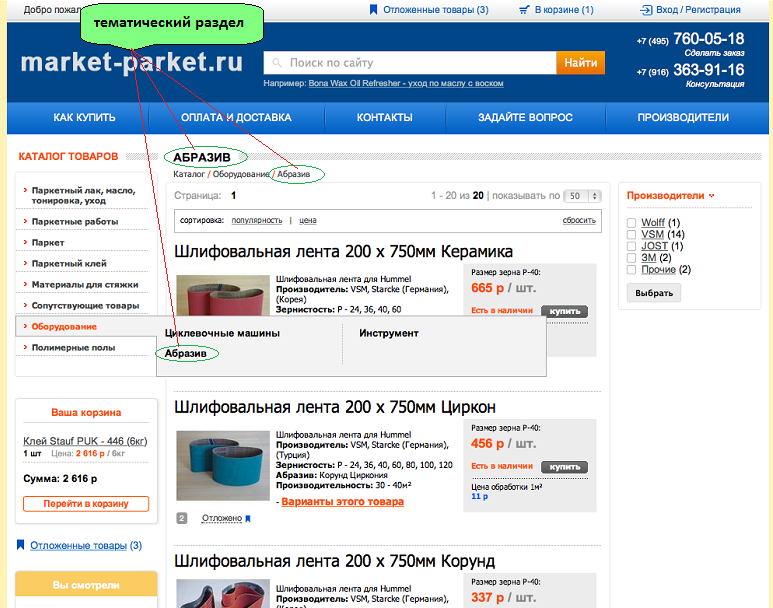 Добро пожал
тематический раздел
Отложенные товары (3)
В корзине (1)
Вход / Регистрация
market-parket.ru
Поиск по сайту
Найти
Например: Bona Wax Oil Refresher - уход по маслу с воском
+7 (495) 760-05-18
Сделать заказ
+7 (916) 363-91-16
Консультация
КАК КУПИТЬ
ОПЛАТА И ДОСТАВКА
КОНТАКТЫ
ЗАДАЙТЕ ВОПРОС
ПРОИЗВОДИТЕЛИ
КАТАЛОГ ТОВАРОВ
Паркетный лак, масло,
тонировка, уход
Паркетные работы
Паркет
Паркетный клей
Материалы для стяжки
Сопутствующие товары
Оборудование
Полимерные полы
Циклевочные машины
Инструмент
Абразив
АБРАЗИВ
Каталог / Оборудование / Абразив
Страница: 1
1 - 20 из 20 | показывать по 50
сортировка: популярность | цена
сбросить
Шлифовальная лента 200 х 750мм Керамика
Шлифовальная лента для Hummel
Производитель: VSM, Starcke (Германия),
(Корея)
Зернистость: P - 24, 36, 40, 60
Размер зерна P-40:
665 р / шт.
Есть в наличии
купить
Шлифовальная лента 200 х 750мм Циркон
Шлифовальная лента для Hummel
Производитель: VSM, Starcke (Германия),
(Турция)
Зернистость: P - 24, 36, 40, 60, 80, 100, 120
Абразив: Корунд Циркония
Производительность: 30 - 40м²
- Варианты этого товара
2 Отложено
Размер зерна P-40:
456 р / шт.
Есть в наличии
купить
Цена обработки 1м²
11 р
Шлифовальная лента 200 х 750мм Корунд
Шлифовальная лента для Hummel
Производитель: VSM, Starcke (Германия),
Размер зерна P-40:
337 р / шт.
Производители
Wolff (1)
VSM (14)
JOST (1)
3M (2)
Прочие (2)
Выбрать
Ваша корзина
Клей Stauf PUK - 446 (6кг)
1 шт Цена: 2 616 р / 6кг
Сумма: 2 616 р
Перейти в корзину
Отложенные товары (3)
Вы смотрели